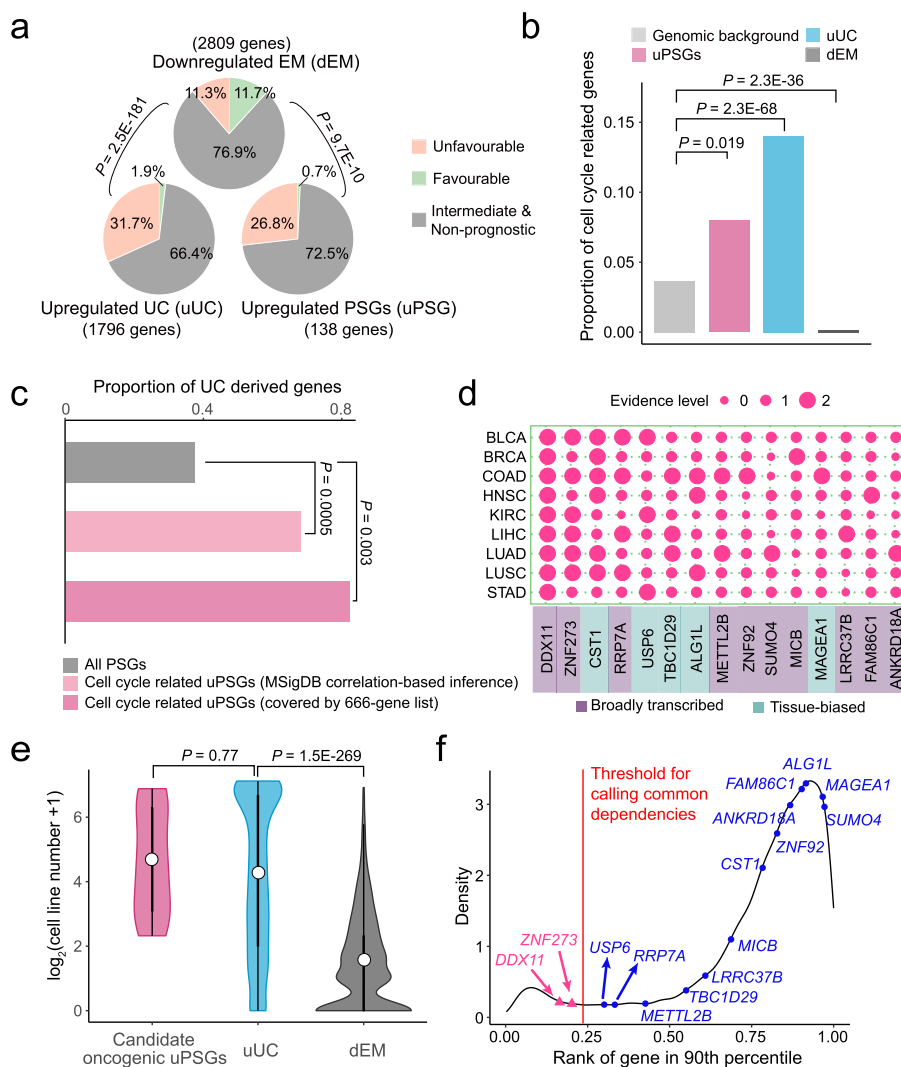 a
(2809 genes)
Downregulated EM (dEM)
11.3%
11.7%
76.9%
P = 2.5E-181
P = 9.7E-10
1.9%
0.7%
31.7%
66.4%
26.8%
72.5%
Upregulated UC (uUC)
(1796 genes)
Upregulated PSGs (uPSG)
(138 genes)
Unfavourable
Favourable
Intermediate &
Non-prognostic
b
Genomic background
uUC
uPSGs
dEM
P = 2.3E-36
P = 2.3E-68
P = 0.019
Proportion of cell cycle related genes
0.15
0.10
0.05
0.00
c
Proportion of UC derived genes
0
0.4
0.8
P = 0.0005
P = 0.003
All PSGs
Cell cycle related uPSGs (MSigDB correlation-based inference)
Cell cycle related uPSGs (covered by 666-gene list)
d
Evidence level
0
1
2
BLCA
BRCA
COAD
HNSC
KIRC
LIHC
LUAD
LUSC
STAD
DDX11
ZNF273
CST1
RRP7A
USP6
TBC1D29
ALG1L
METTL2B
ZNF92
SUMO4
MICB
MAGEA1
LRRC37B
FAM86C1
ANKRD18A
Broadly transcribed
Tissue-biased
e
P = 0.77
P = 1.5E-269
log2(cell line number +1)
6
4
2
0
Candidate
oncogenic uPSGs
uUC
dEM
f
Threshold for
calling common
dependencies
ALG1L
FAM86C1
MAGEA1
ANKRD18A
SUMO4
ZNF92
CST1
MICB
LRRC37B
TBC1D29
METTL2B
ZNF273
DDX11
USP6
RRP7A
Density
3
2
1
0
0.00
0.25
0.50
0.75
1.00
Rank of gene in 90th percentile